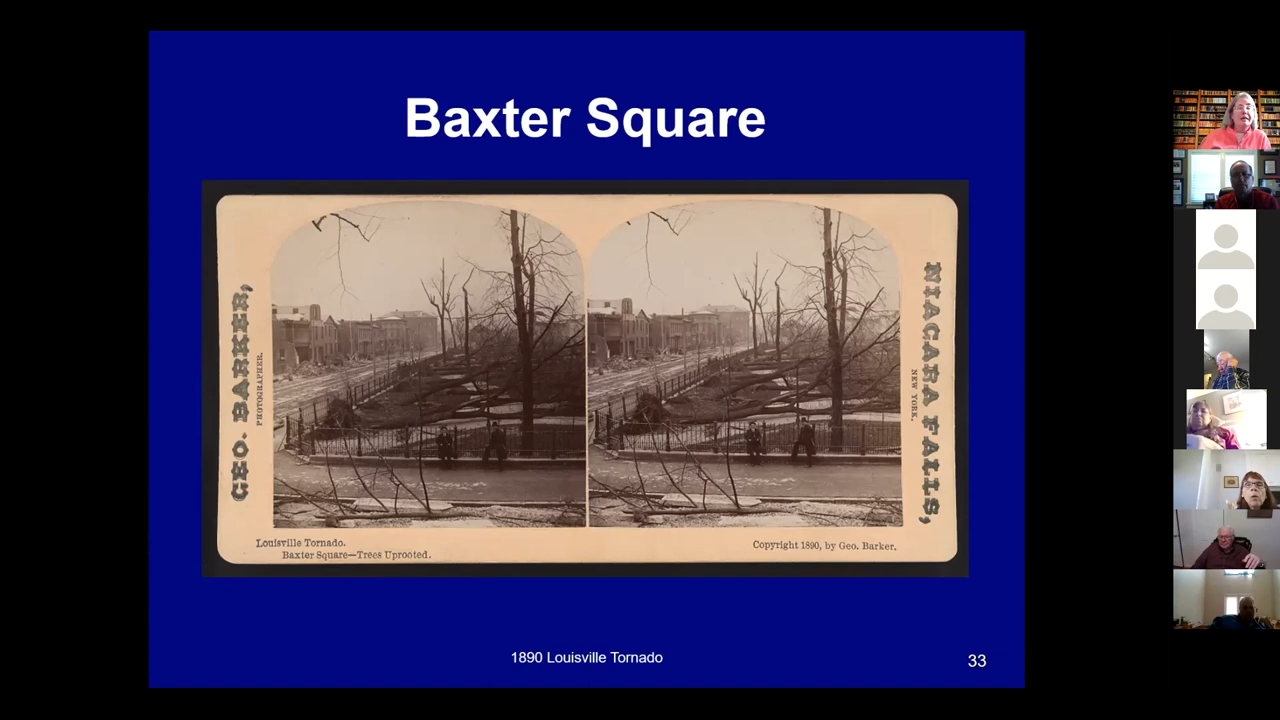 Baxter Square
GEO. BARKER,
PHOTOGRAPHER.
NIAGARA FALLS,
NEW YORK.
Louisville Tornado.
Baxter Square—Trees Uprooted.
Copyright 1890, by Geo. Barker.
1890 Louisville Tornado
33